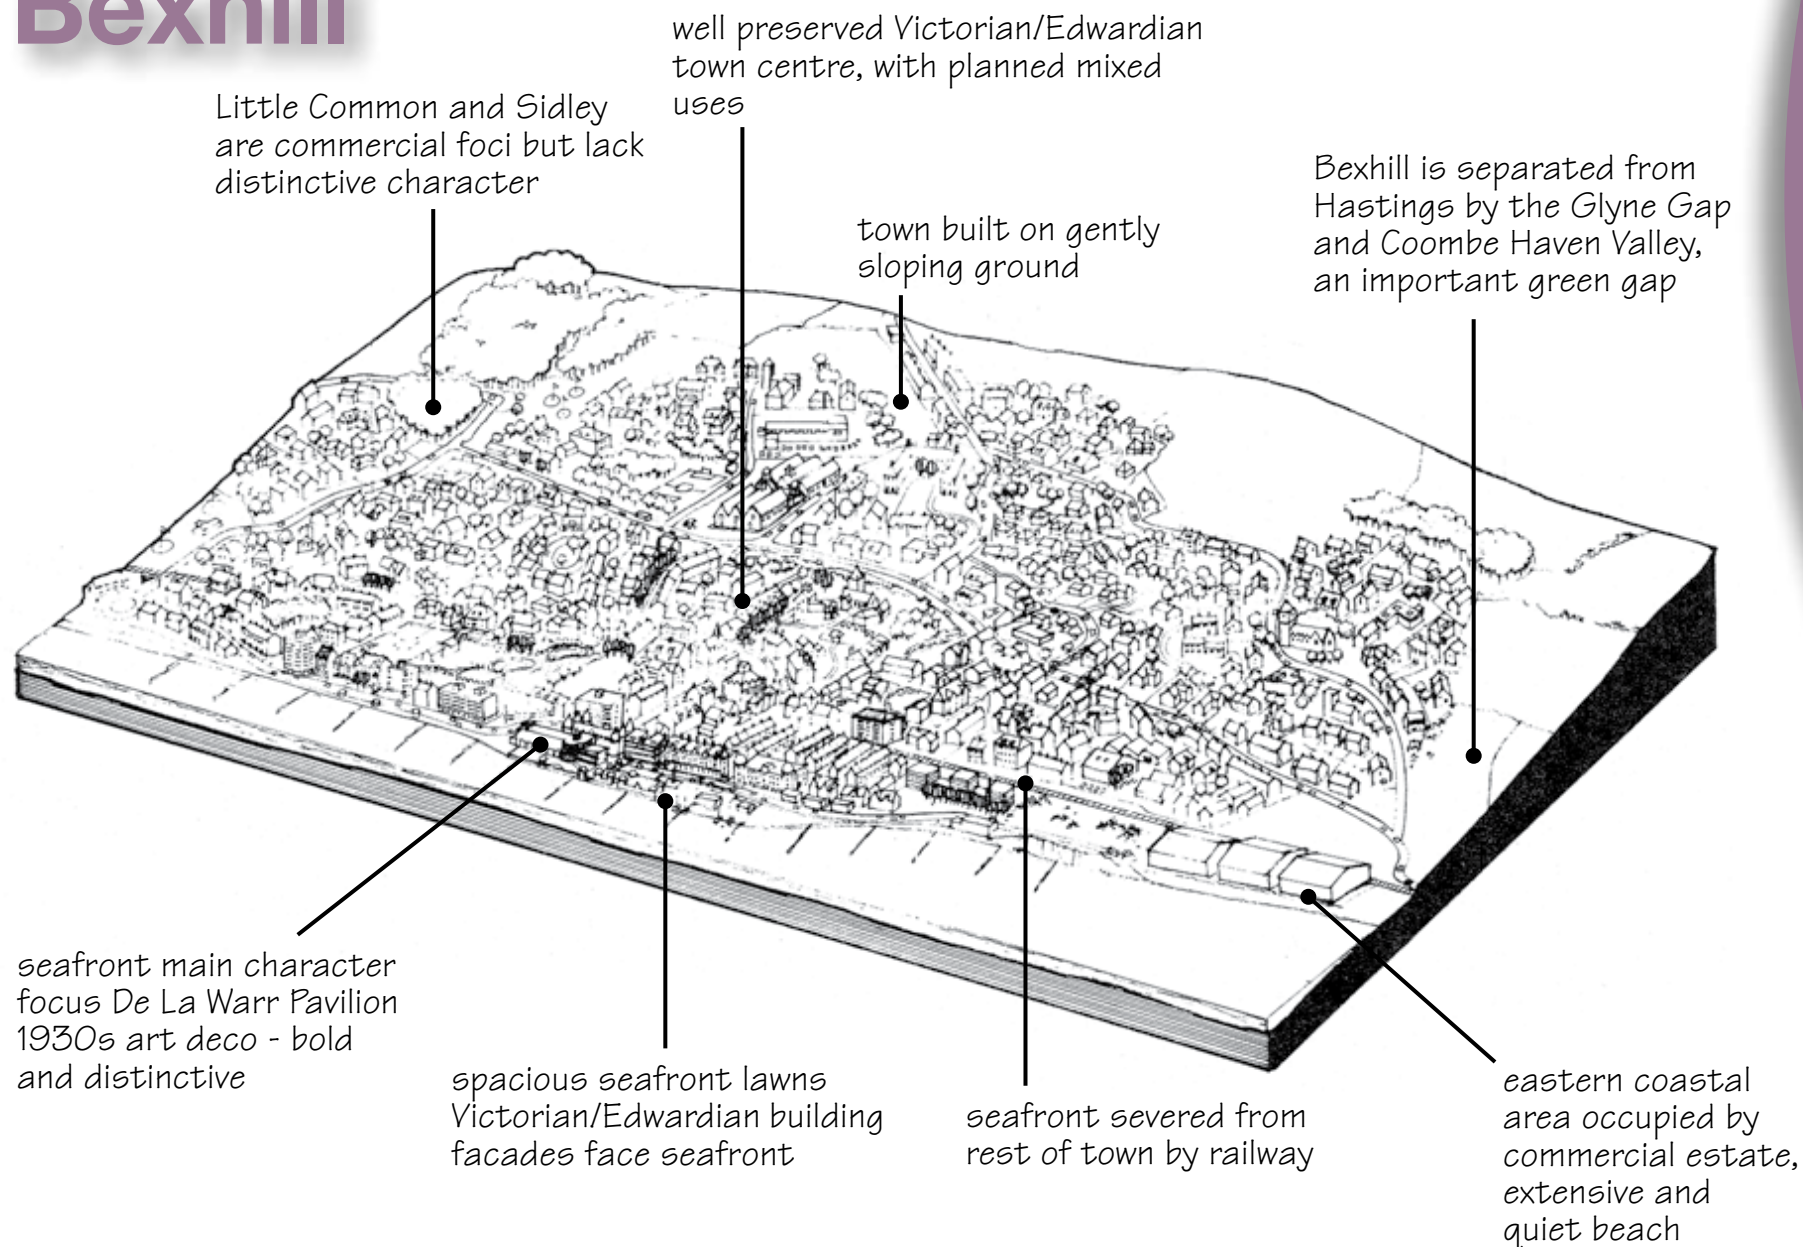 Bexhill
well preserved Victorian/Edwardian
town centre, with planned mixed
uses
Little Common and Sidley
are commercial foci but lack
distinctive character
Bexhill is separated from
Hastings by the Glyne Gap
and Coombe Haven Valley,
an important green gap
town built on gently
sloping ground
seafront main character
focus De La Warr Pavilion
1930s art deco - bold
and distinctive
spacious seafront lawns
Victorian/Edwardian building
facades face seafront
seafront severed from
rest of town by railway
eastern coastal
area occupied by
commercial estate,
extensive and
quiet beach